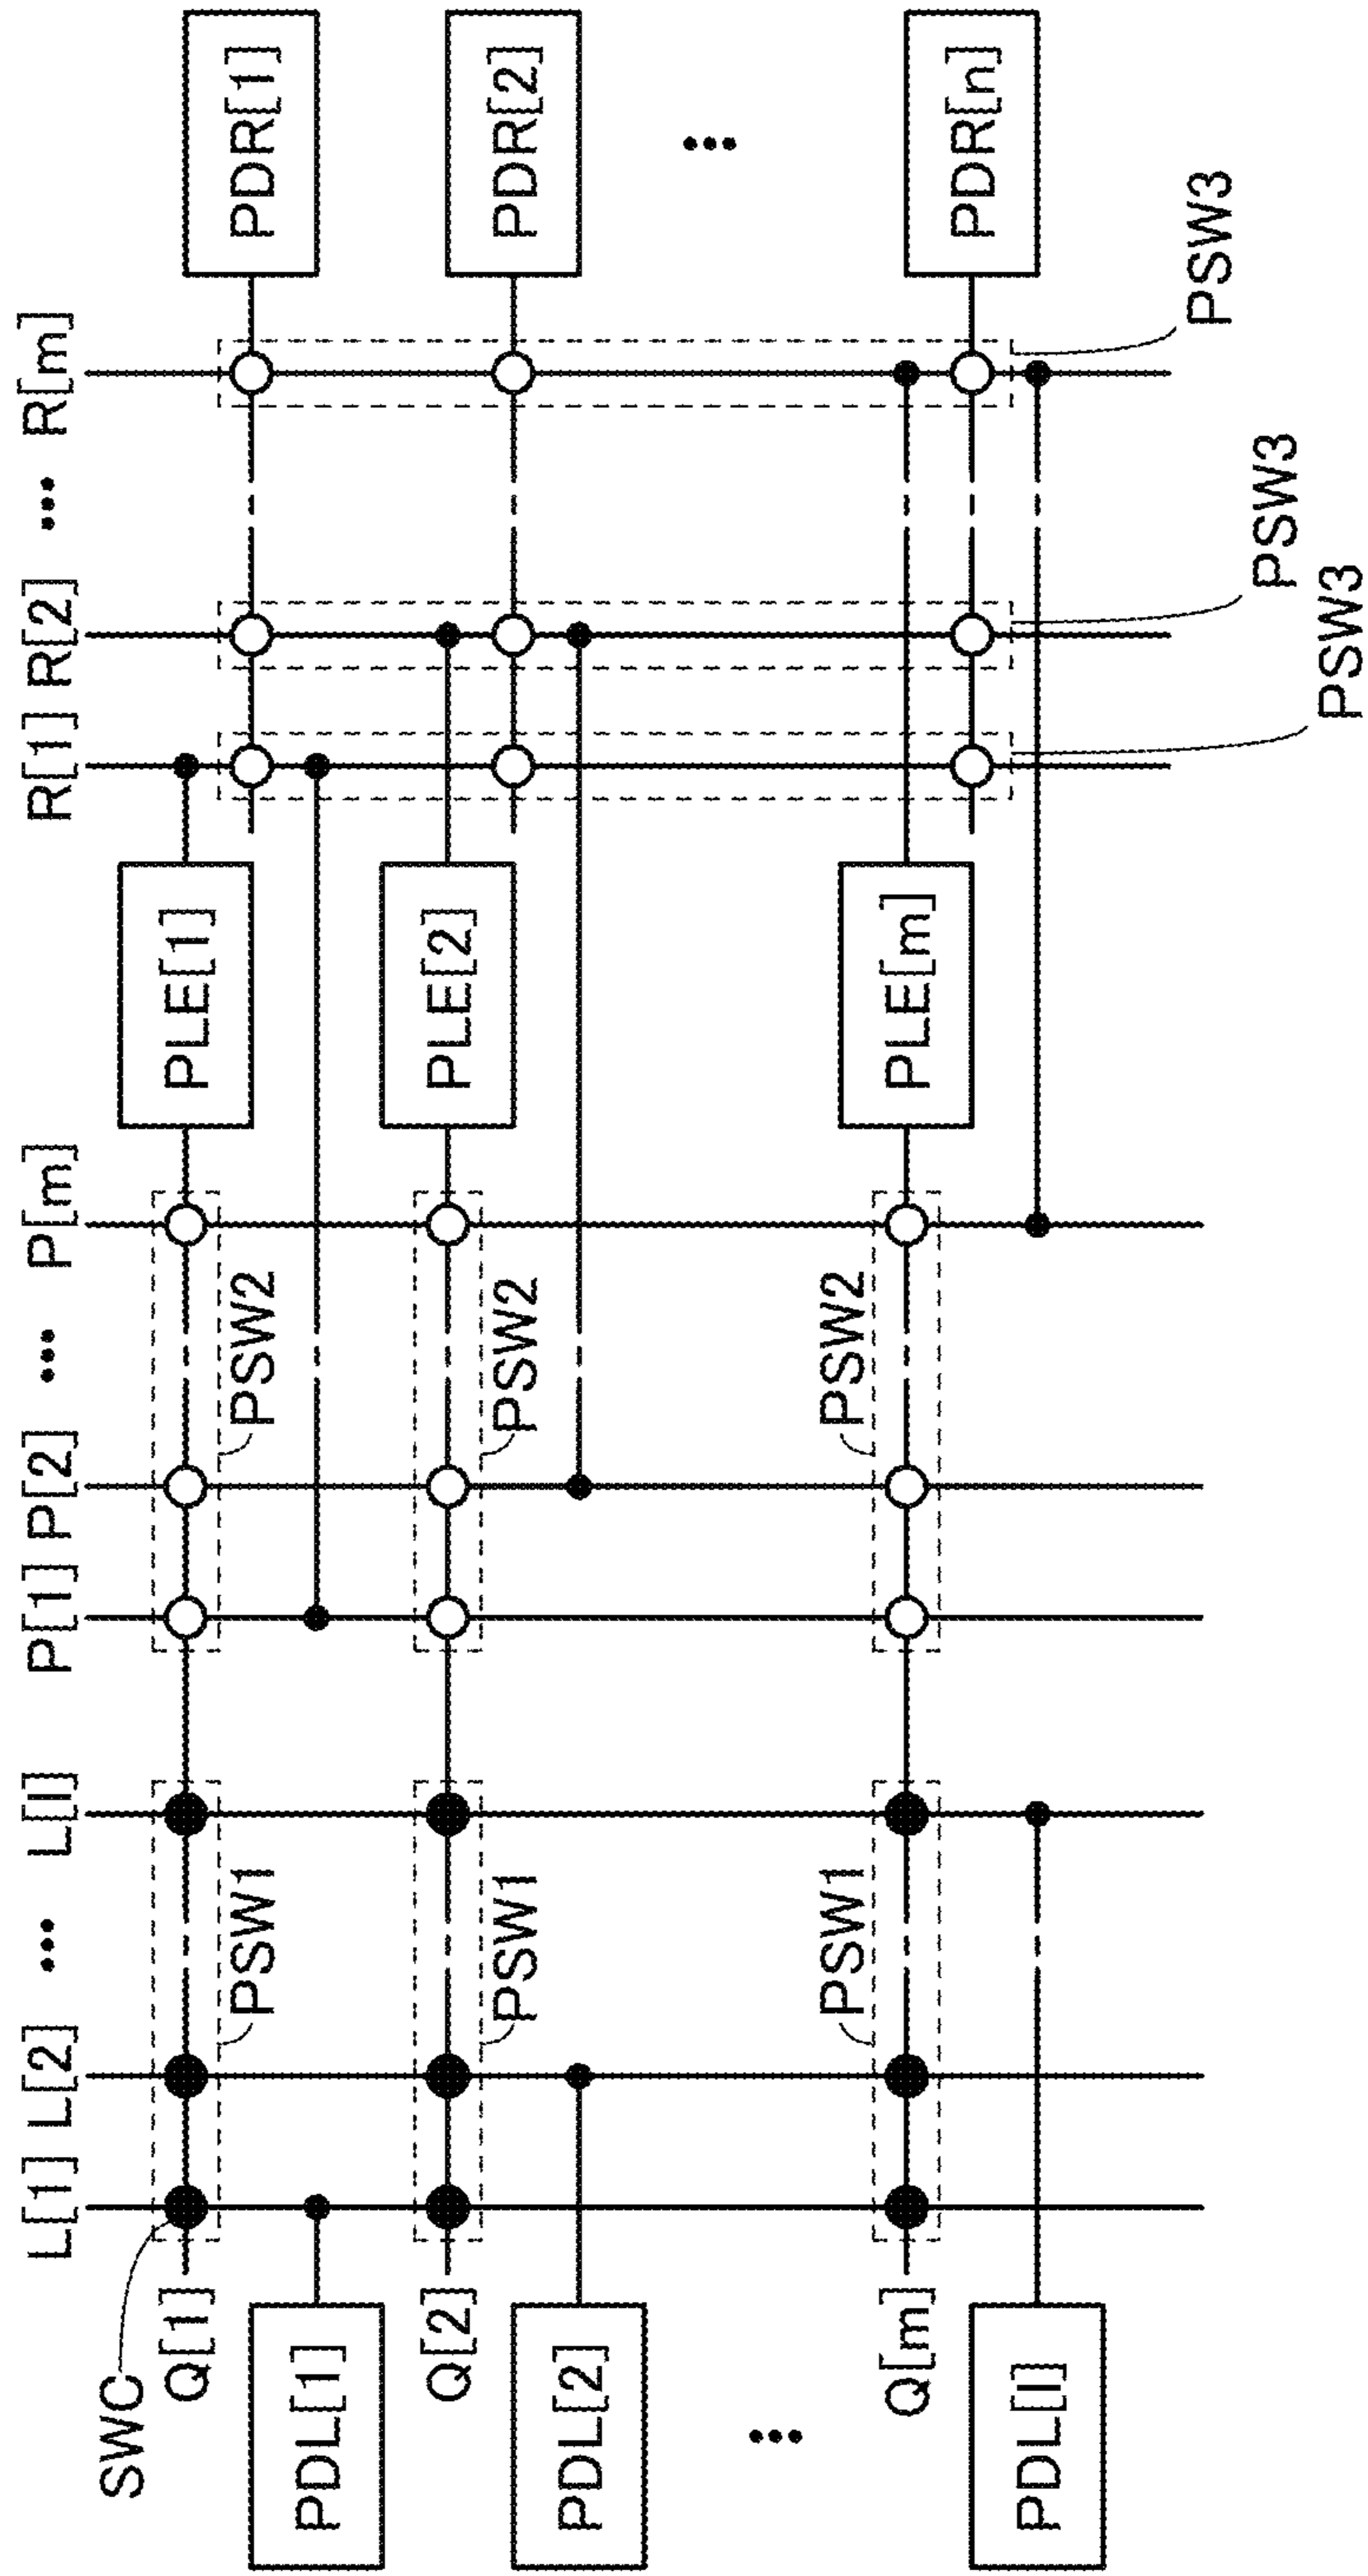 L[1] L[2] ... L[l] P[1] P[2] ... P[m] R[1] R[2] ... R[m]
SWC
Q[1]
PSW1
PSW2
PLE[1]
PDR[1]
PDL[1]
Q[2]
PSW1
PSW2
PLE[2]
PDR[2]
PDL[2]
...
...
Q[m]
PSW1
PSW2
PLE[m]
PDR[n]
PDL[l]
PSW3
PSW3
PSW3